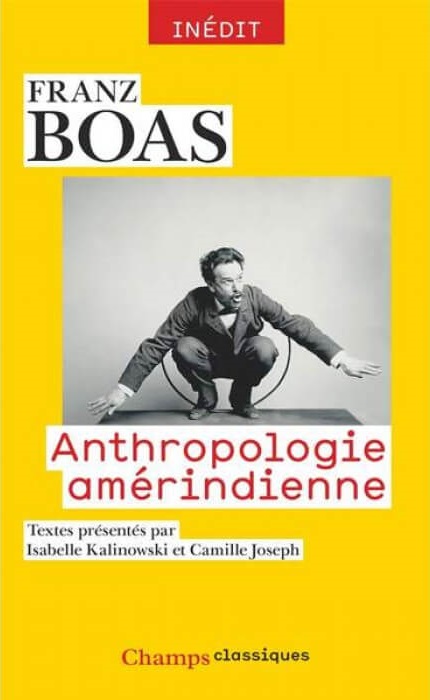 INÉDIT
FRANZ
BOAS
Anthropologie
amérindienne
Textes présentés par
Isabelle Kalinowski et Camille Joseph
Champs classiques